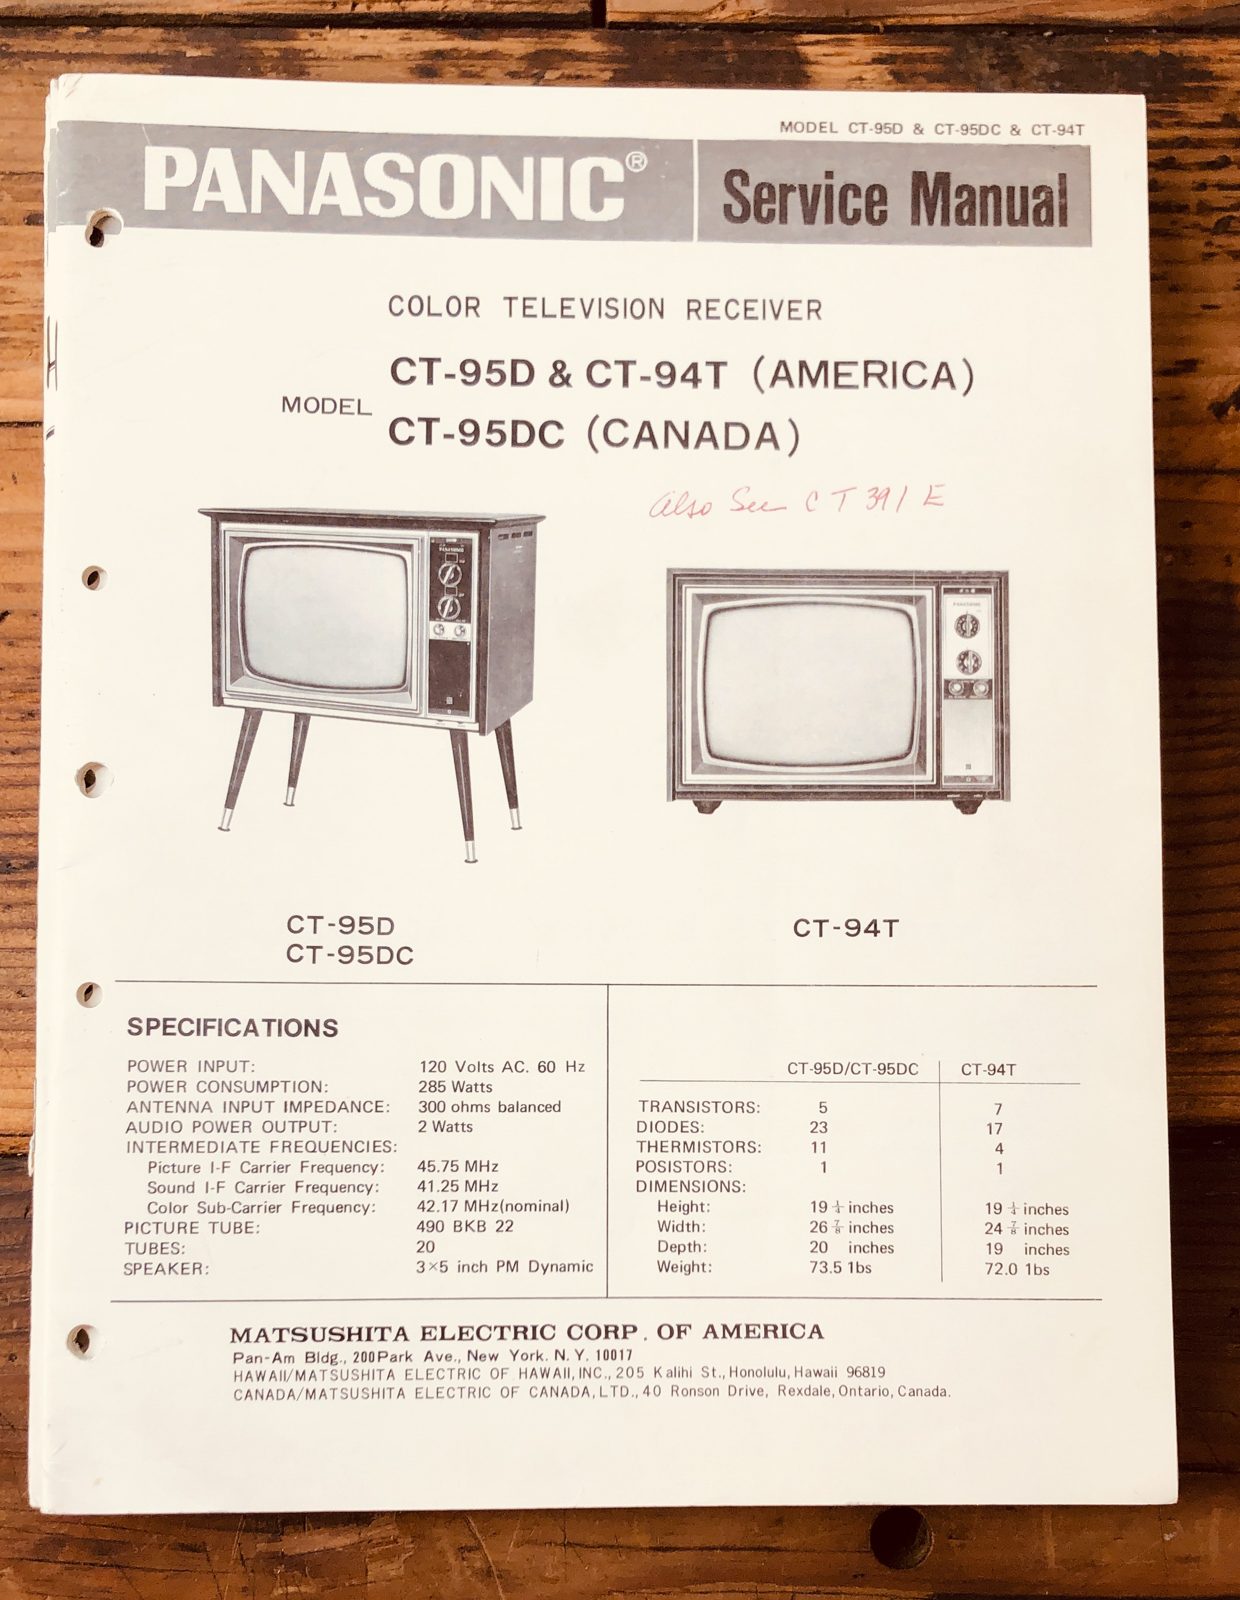 MODEL CT-95D & CT-95DC & CT-94T
PANASONIC® Service Manual
COLOR TELEVISION RECEIVER
MODEL
CT-95D & CT-94T (AMERICA)
CT-95DC (CANADA)
Also See CT 391 E
PANASONIC
PANASONIC
CT-95D
CT-95DC
CT-94T
SPECIFICATIONS
POWER INPUT: 120 Volts AC. 60 Hz
POWER CONSUMPTION: 285 Watts
ANTENNA INPUT IMPEDANCE: 300 ohms balanced
AUDIO POWER OUTPUT: 2 Watts
INTERMEDIATE FREQUENCIES:
Picture I-F Carrier Frequency: 45.75 MHz
Sound I-F Carrier Frequency: 41.25 MHz
Color Sub-Carrier Frequency: 42.17 MHz(nominal)
PICTURE TUBE: 490 BKB 22
TUBES: 20
SPEAKER: 3×5 inch PM Dynamic
CT-95D/CT-95DC CT-94T
TRANSISTORS: 5 7
DIODES: 23 17
THERMISTORS: 11 4
POSISTORS: 1 1
DIMENSIONS:
Height: 19 1/4 inches 19 1/4 inches
Width: 26 7/8 inches 24 7/8 inches
Depth: 20 inches 19 inches
Weight: 73.5 1bs 72.0 1bs
MATSUSHITA ELECTRIC CORP. OF AMERICA
Pan-Am Bldg., 200Park Ave., New York. N.Y. 10017
HAWAII/MATSUSHITA ELECTRIC OF HAWAII,INC., 205 Kalihi St., Honolulu, Hawaii 96819
CANADA/MATSUSHITA ELECTRIC OF CANADA,LTD., 40 Ronson Drive, Rexdale, Ontario, Canada.